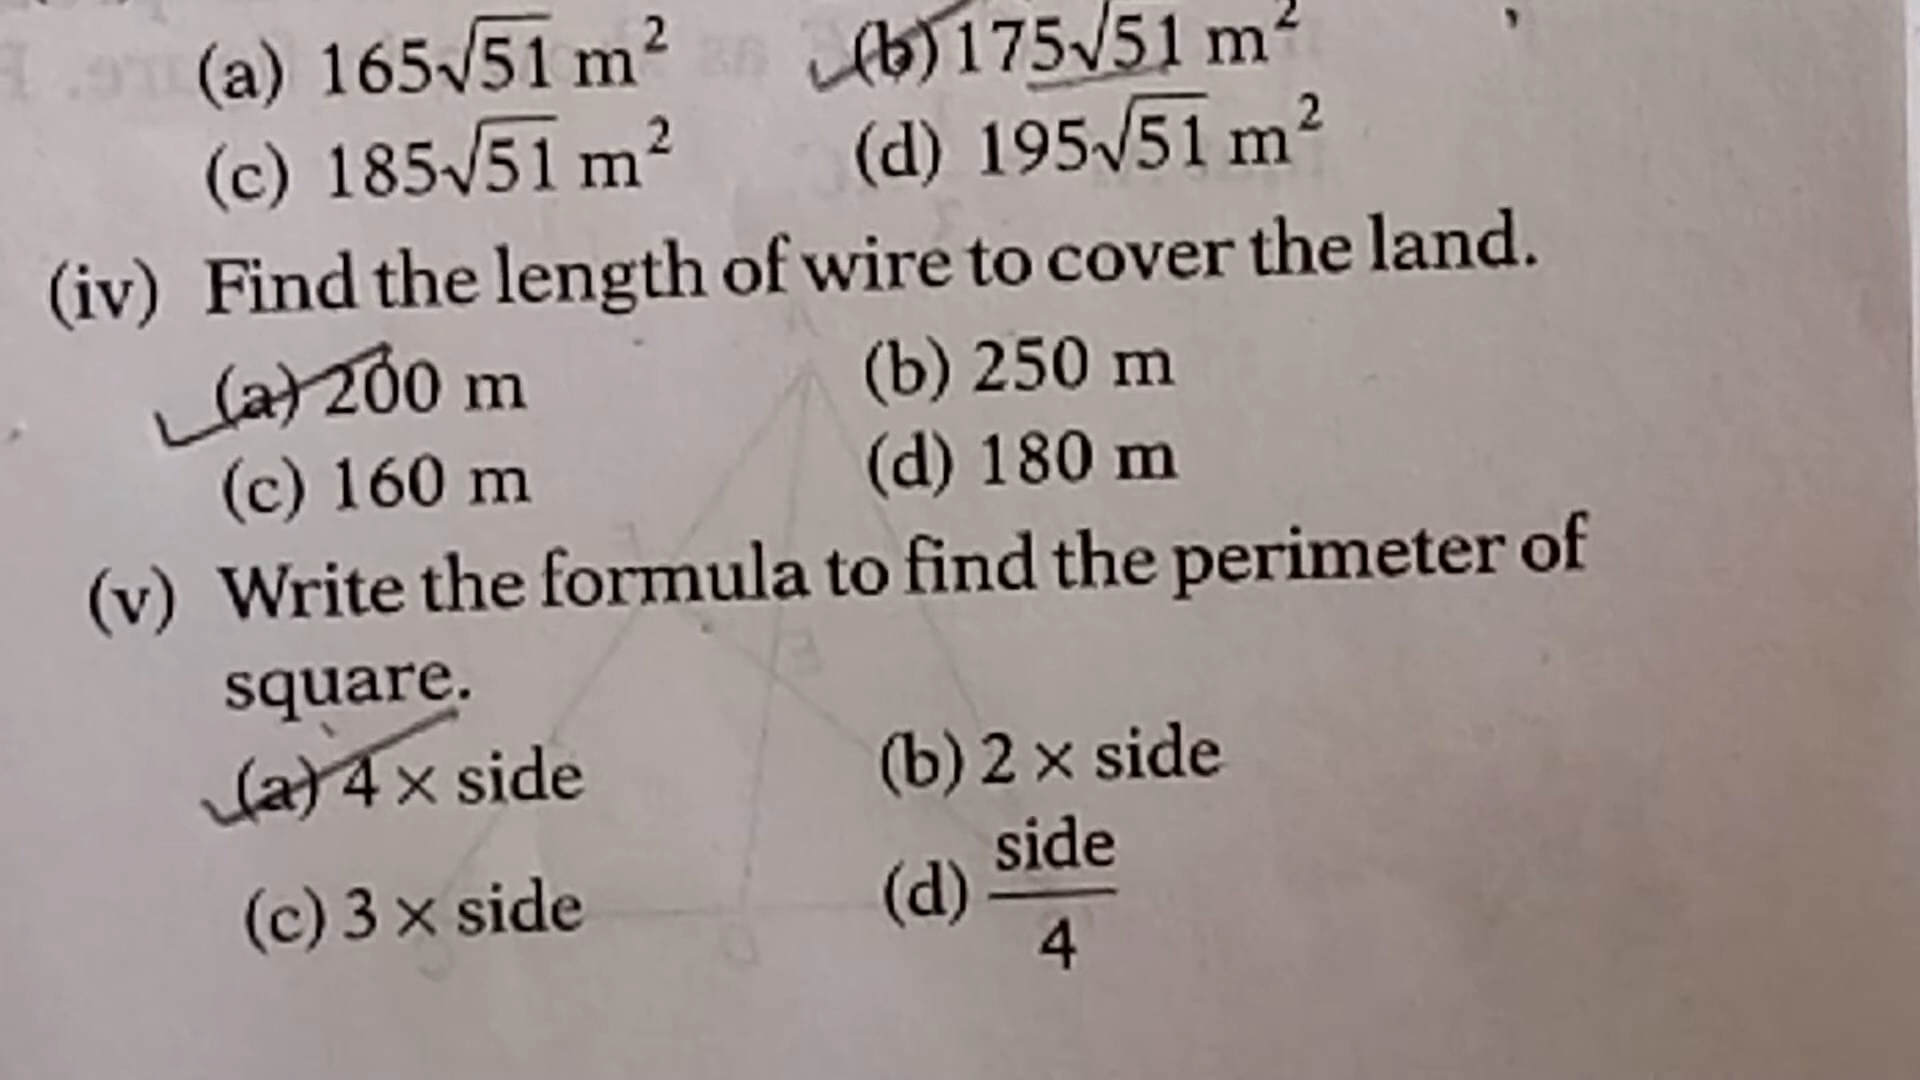 (a) 165√51 m² (b) 175√51 m²
(c) 185√51 m² (d) 195√51 m²
(iv) Find the length of wire to cover the land.
(a) 200 m (b) 250 m
(c) 160 m (d) 180 m
(v) Write the formula to find the perimeter of
square.
(a) 4 × side (b) 2 × side
(c) 3 × side (d) side/4